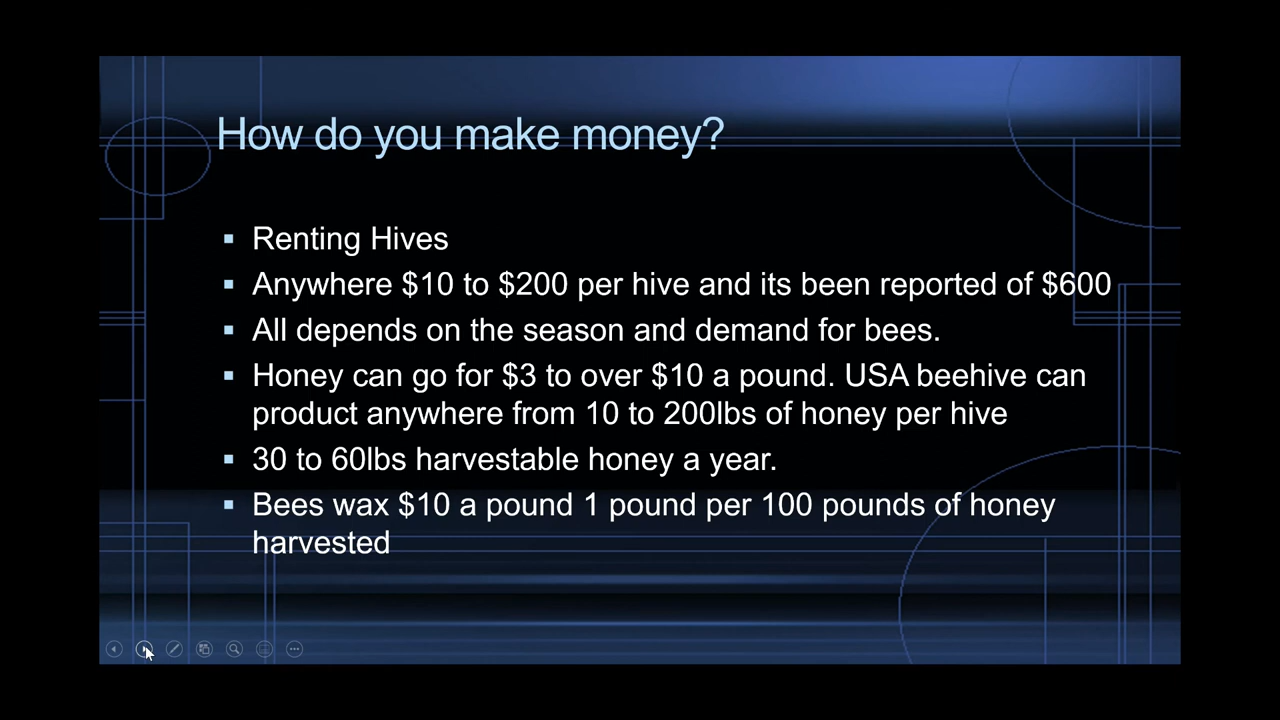 How do you make money?
Renting Hives
Anywhere $10 to $200 per hive and its been reported of $600
All depends on the season and demand for bees.
Honey can go for $3 to over $10 a pound. USA beehive can
product anywhere from 10 to 200lbs of honey per hive
30 to 60lbs harvestable honey a year.
Bees wax $10 a pound 1 pound per 100 pounds of honey
harvested